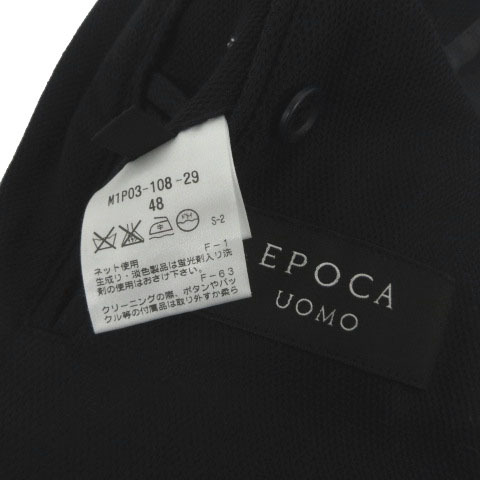 M1P03-108-29
48
S-2
F-1
ネット使用
生成り・淡色製品は蛍光剤入り洗
剤の使用はおさけ下さい。
F-63
クリーニングの際、ボタンやバッ
クル等の付属品は取り外すか柔ら
EPOCA
UOMO